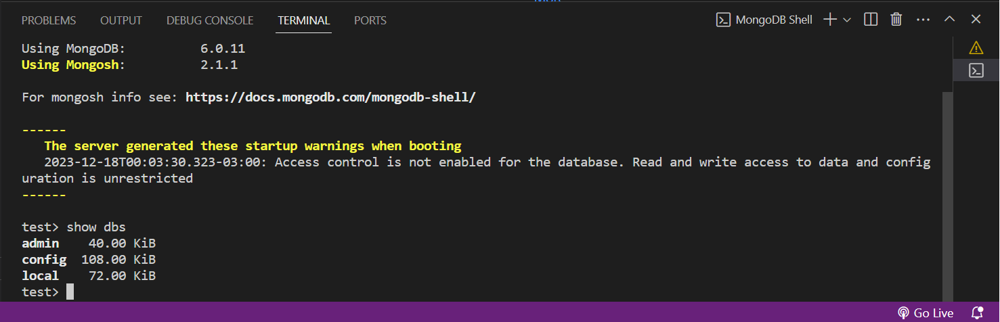 PROBLEMS OUTPUT DEBUG CONSOLE TERMINAL PORTS MongoDB Shell
Using MongoDB: 6.0.11
Using Mongosh: 2.1.1
For mongosh info see: https://docs.mongodb.com/mongodb-shell/
------
The server generated these startup warnings when booting
2023-12-18T00:03:30.323-03:00: Access control is not enabled for the database. Read and write access to data and config
uration is unrestricted
------
test> show dbs
admin 40.00 KiB
config 108.00 KiB
local 72.00 KiB
test>
Go Live